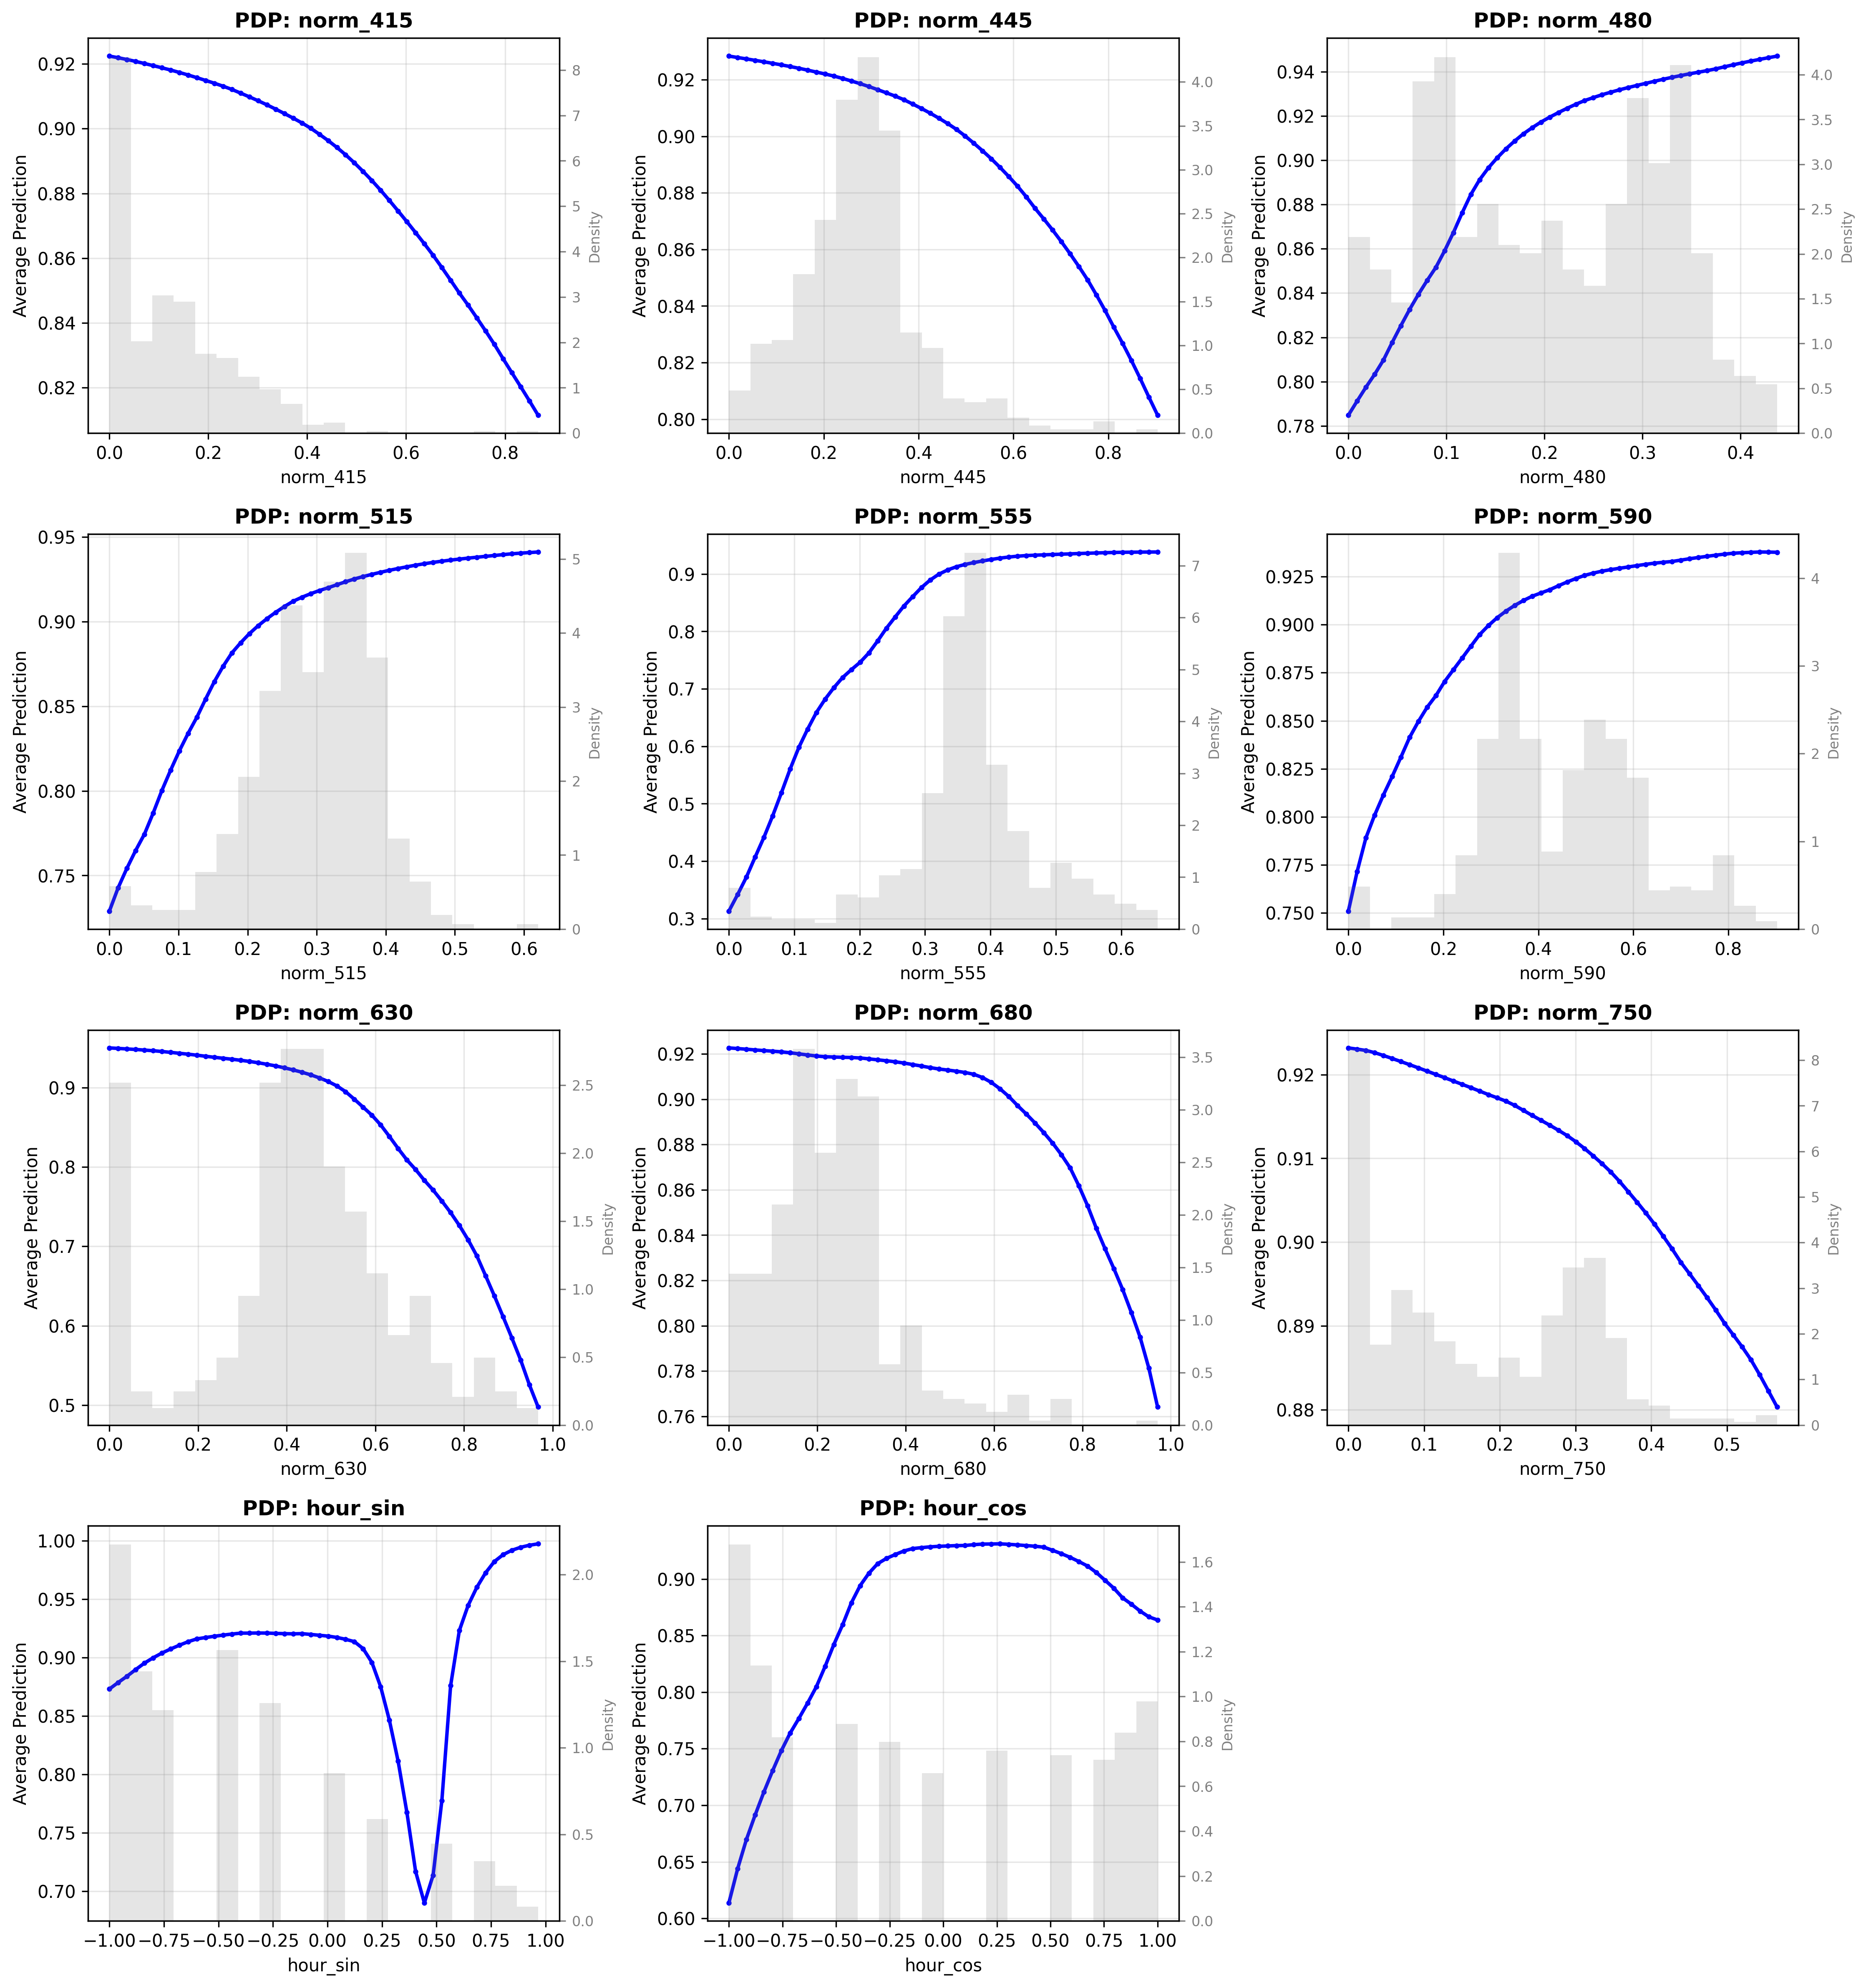 PDP: norm_415
0.92
0.90
0.88
0.86
0.84
0.82
Average Prediction
0.0 0.2 0.4 0.6 0.8
norm_415
8
7
6
5
4
3
2
1
0
Density
PDP: norm_445
0.92
0.90
0.88
0.86
0.84
0.82
0.80
Average Prediction
0.0 0.2 0.4 0.6 0.8
norm_445
4.0
3.5
3.0
2.5
2.0
1.5
1.0
0.5
0.0
Density
PDP: norm_480
0.94
0.92
0.90
0.88
0.86
0.84
0.82
0.80
0.78
Average Prediction
0.0 0.1 0.2 0.3 0.4
norm_480
4.0
3.5
3.0
2.5
2.0
1.5
1.0
0.5
0.0
Density
PDP: norm_515
0.95
0.90
0.85
0.80
0.75
Average Prediction
0.0 0.1 0.2 0.3 0.4 0.5 0.6
norm_515
5
4
3
2
1
0
Density
PDP: norm_555
0.9
0.8
0.7
0.6
0.5
0.4
0.3
Average Prediction
0.0 0.1 0.2 0.3 0.4 0.5 0.6
norm_555
7
6
5
4
3
2
1
0
Density
PDP: norm_590
0.925
0.900
0.875
0.850
0.825
0.800
0.775
0.750
Average Prediction
0.0 0.2 0.4 0.6 0.8
norm_590
4
3
2
1
0
Density
PDP: norm_630
0.9
0.8
0.7
0.6
0.5
Average Prediction
0.0 0.2 0.4 0.6 0.8 1.0
norm_630
2.5
2.0
1.5
1.0
0.5
0.0
Density
PDP: norm_680
0.92
0.90
0.88
0.86
0.84
0.82
0.80
0.78
0.76
Average Prediction
0.0 0.2 0.4 0.6 0.8 1.0
norm_680
3.5
3.0
2.5
2.0
1.5
1.0
0.5
0.0
Density
PDP: norm_750
0.92
0.91
0.90
0.89
0.88
Average Prediction
0.0 0.1 0.2 0.3 0.4 0.5
norm_750
8
7
6
5
4
3
2
1
0
Density
PDP: hour_sin
1.00
0.95
0.90
0.85
0.80
0.75
0.70
Average Prediction
−1.00 −0.75 −0.50 −0.25 0.00 0.25 0.50 0.75 1.00
hour_sin
2.0
1.5
1.0
0.5
0.0
Density
PDP: hour_cos
0.90
0.85
0.80
0.75
0.70
0.65
0.60
Average Prediction
−1.00 −0.75 −0.50 −0.25 0.00 0.25 0.50 0.75 1.00
hour_cos
1.6
1.4
1.2
1.0
0.8
0.6
0.4
0.2
0.0
Density